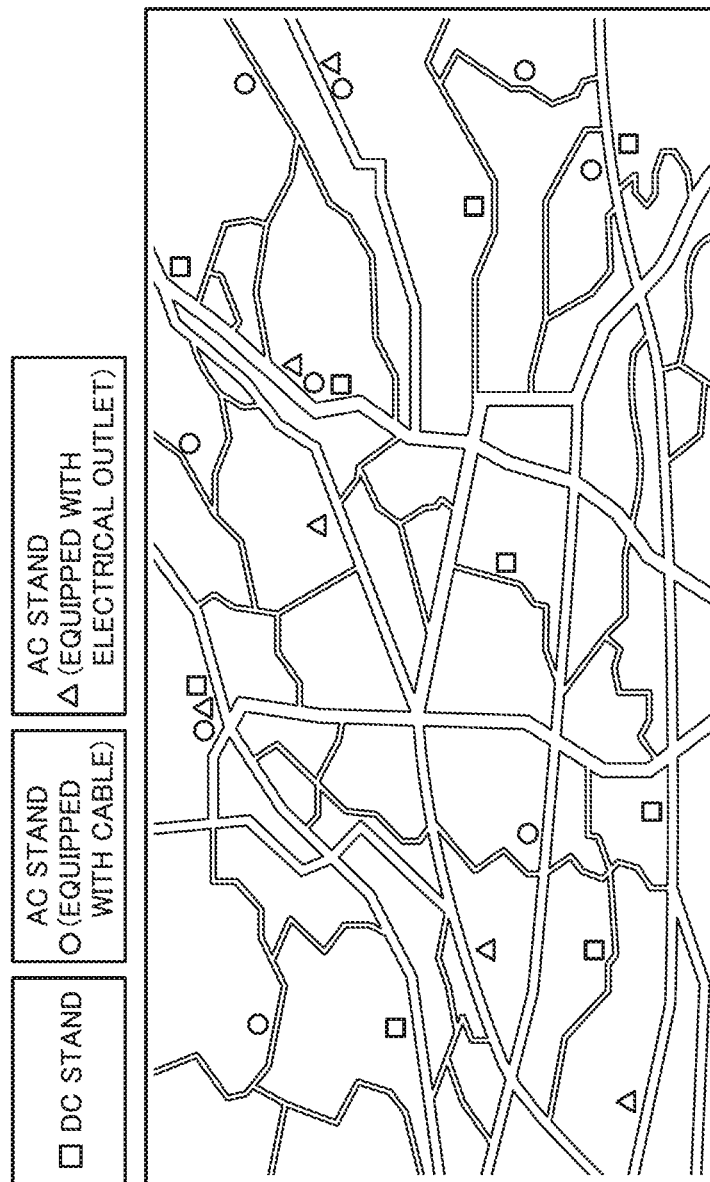 □ DC STAND
AC STAND
○ (EQUIPPED
WITH CABLE)
AC STAND
△ (EQUIPPED WITH
ELECTRICAL OUTLET)